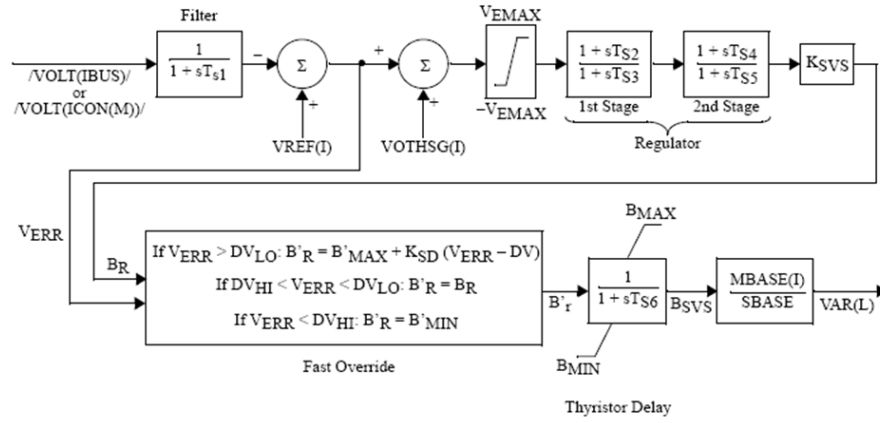 Filter
1
1 + sTs1
/VOLT(IBUS)/
or
/VOLT(ICON(M))/
−
Σ
+
VREF(I)
+
Σ
+
VOTHSG(I)
VEMAX
−VEMAX
1 + sTS2
1 + sTS3
1st Stage
1 + sTS4
1 + sTS5
2nd Stage
Regulator
KSVS
VERR
BR
If VERR > DVLO: B'R = B'MAX + KSD (VERR − DV)
If DVHI < VERR < DVLO: B'R = BR
If VERR < DVHI: B'R = B'MIN
Fast Override
B'r
BMAX
1
1 + sTS6
BMIN
Thyristor Delay
BSVS
MBASE(I)
SBASE
VAR(L)